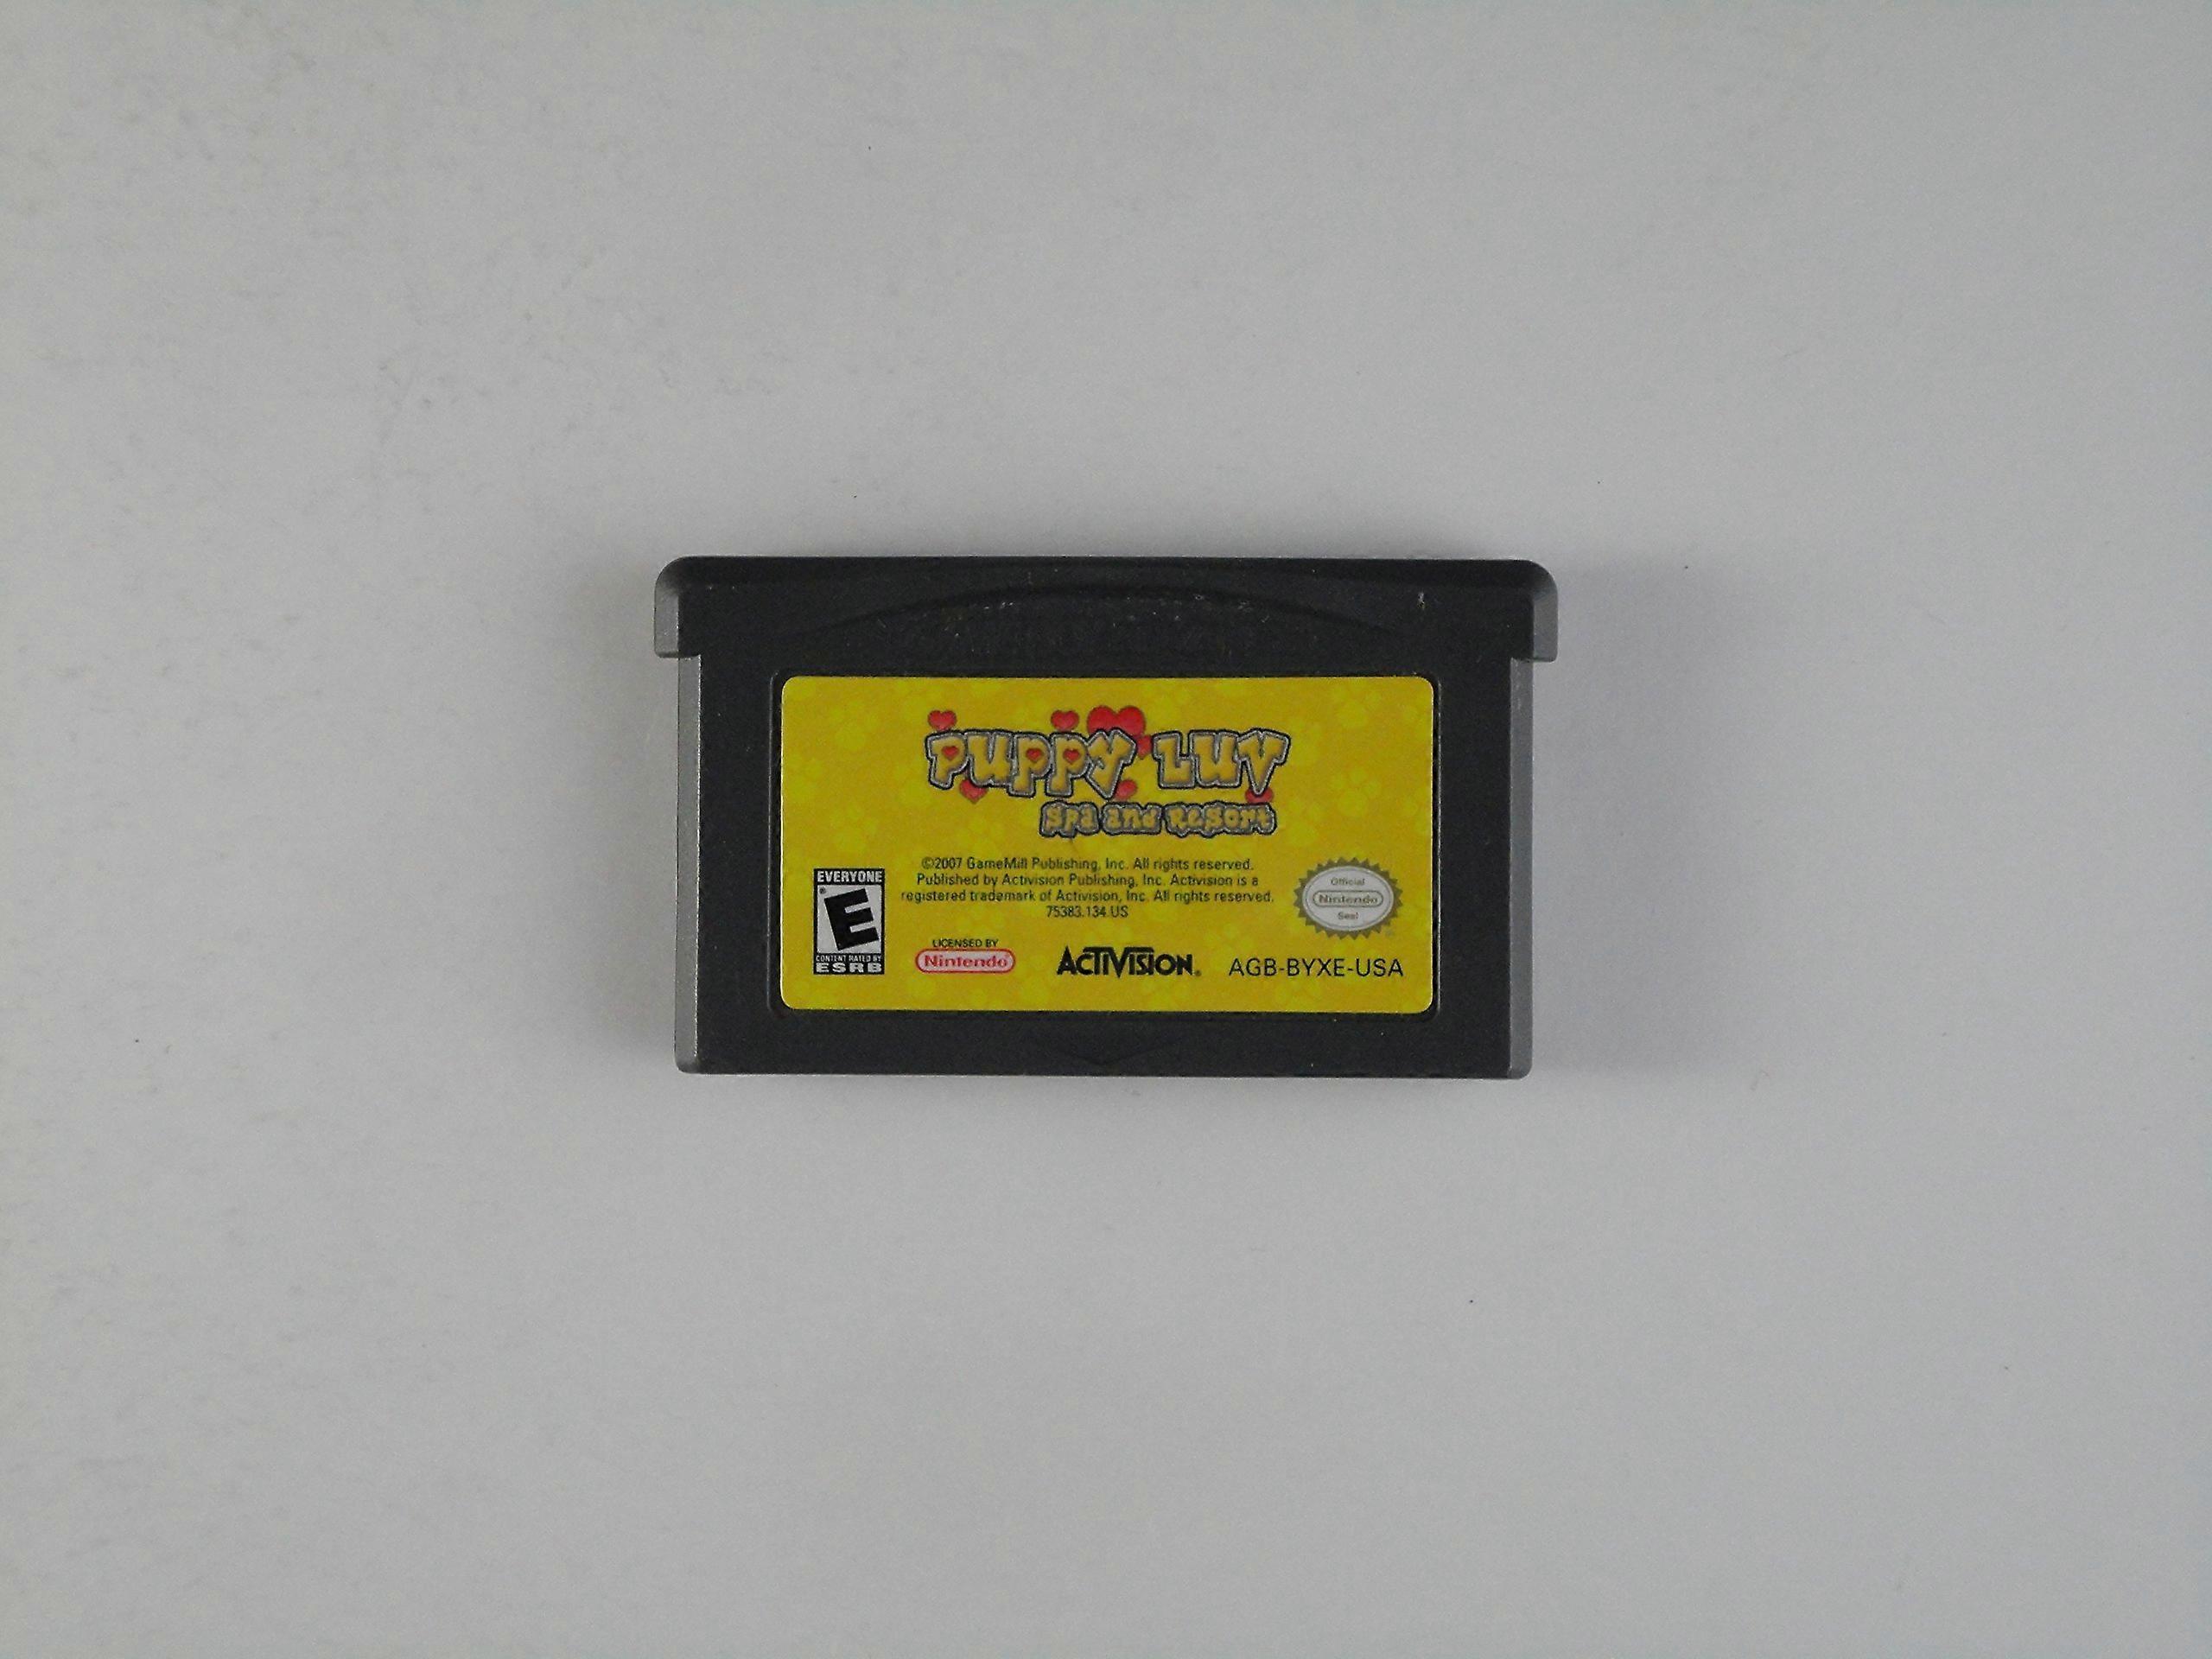 PUPPY LUV
Spa and Resort
©2007 GameMill Publishing, Inc. All rights reserved.
Published by Activision Publishing, Inc. Activision is a
registered trademark of Activision, Inc. All rights reserved.
75383.134.US
EVERYONE
E
CONTENT RATED BY
ESRB
LICENSED BY
Nintendo®
ACTIVISION®
AGB-BYXE-USA
Official
Nintendo
Seal